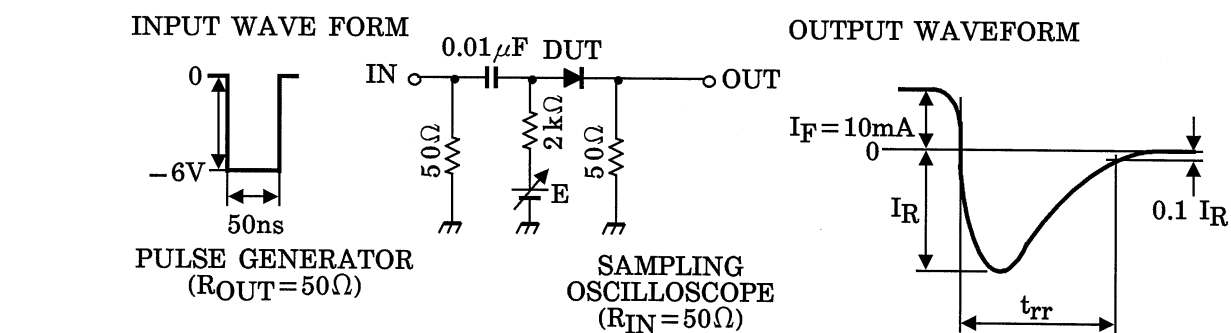 INPUT WAVE FORM
0
−6V
50ns
PULSE GENERATOR
(ROUT=50Ω)
0.01μF DUT
IN
OUT
50Ω
2kΩ
50Ω
E
SAMPLING
OSCILLOSCOPE
(RIN=50Ω)
OUTPUT WAVEFORM
IF=10mA
0
IR
0.1 IR
trr